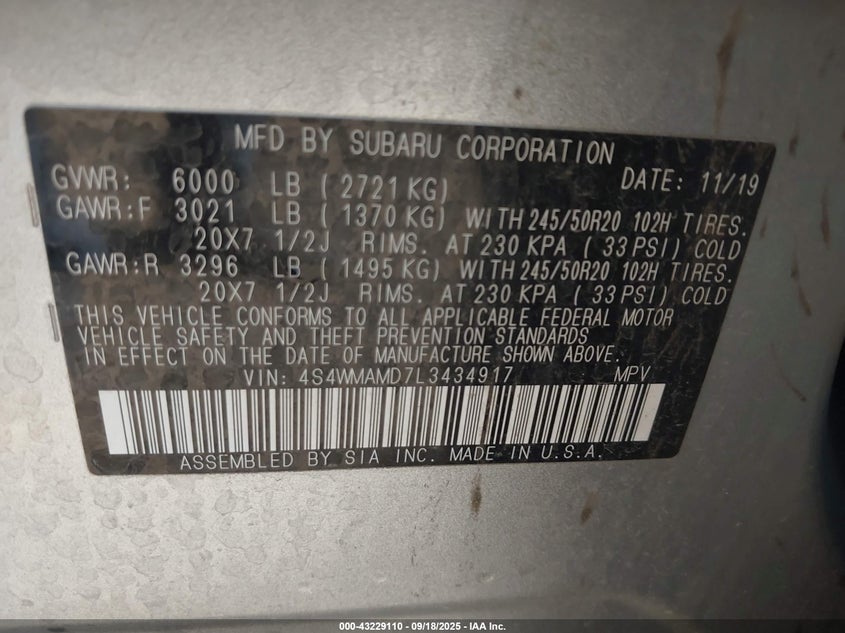 MFD BY SUBARU CORPORATION
GVWR: 6000 LB ( 2721 KG) DATE: 11/19
GAWR:F 3021 LB ( 1370 KG) WITH 245/50R20 102H TIRES.
20X7 1/2J RIMS. AT 230 KPA ( 33 PSI) COLD
GAWR:R 3296 LB ( 1495 KG) WITH 245/50R20 102H TIRES.
20X7 1/2J RIMS. AT 230 KPA ( 33 PSI) COLD
THIS VEHICLE CONFORMS TO ALL APPLICABLE FEDERAL MOTOR
VEHICLE SAFETY AND THEFT PREVENTION STANDARDS
IN EFFECT ON THE DATE OF MANUFACTURE SHOWN ABOVE.
VIN: 4S4WMAMD7L3434917 MPV
ASSEMBLED BY SIA INC. MADE IN U.S.A.
000-43229110 - 09/18/2025 - IAA Inc.